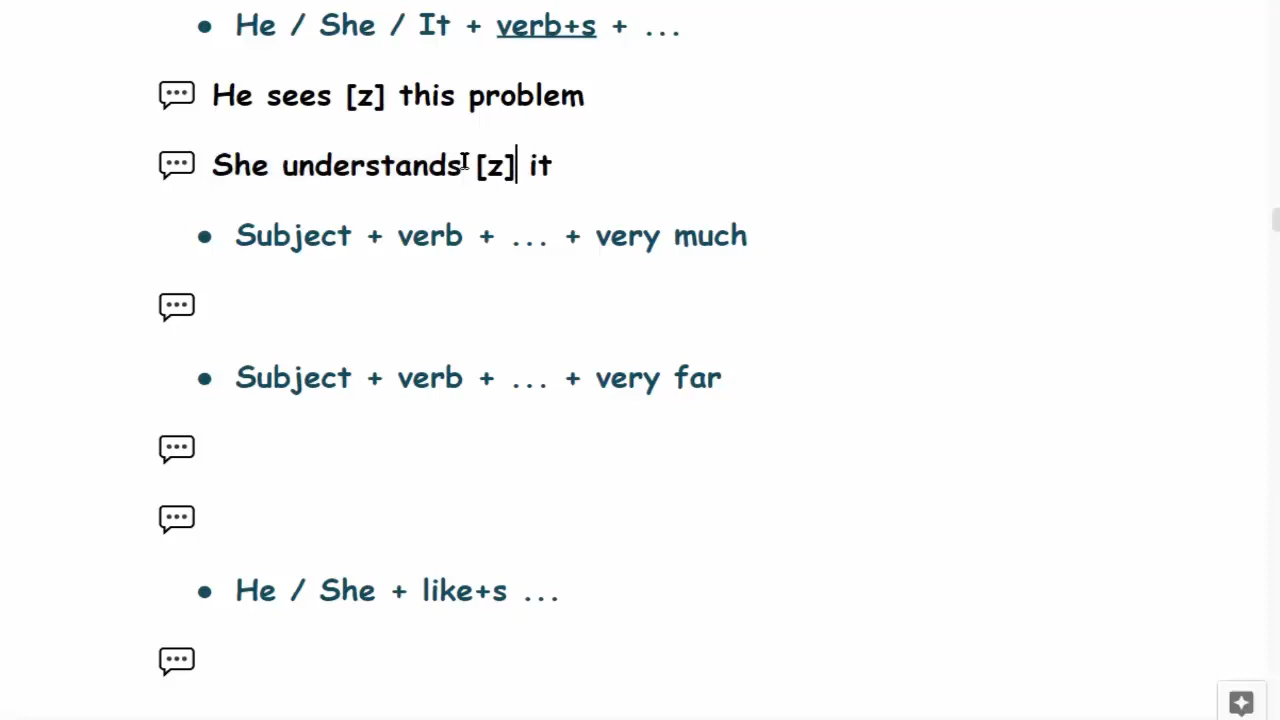 • He / She / It + verb+s + ...
He sees [z] this problem
She understands [z] it
• Subject + verb + ... + very much
• Subject + verb + ... + very far
• He / She + like+s ...